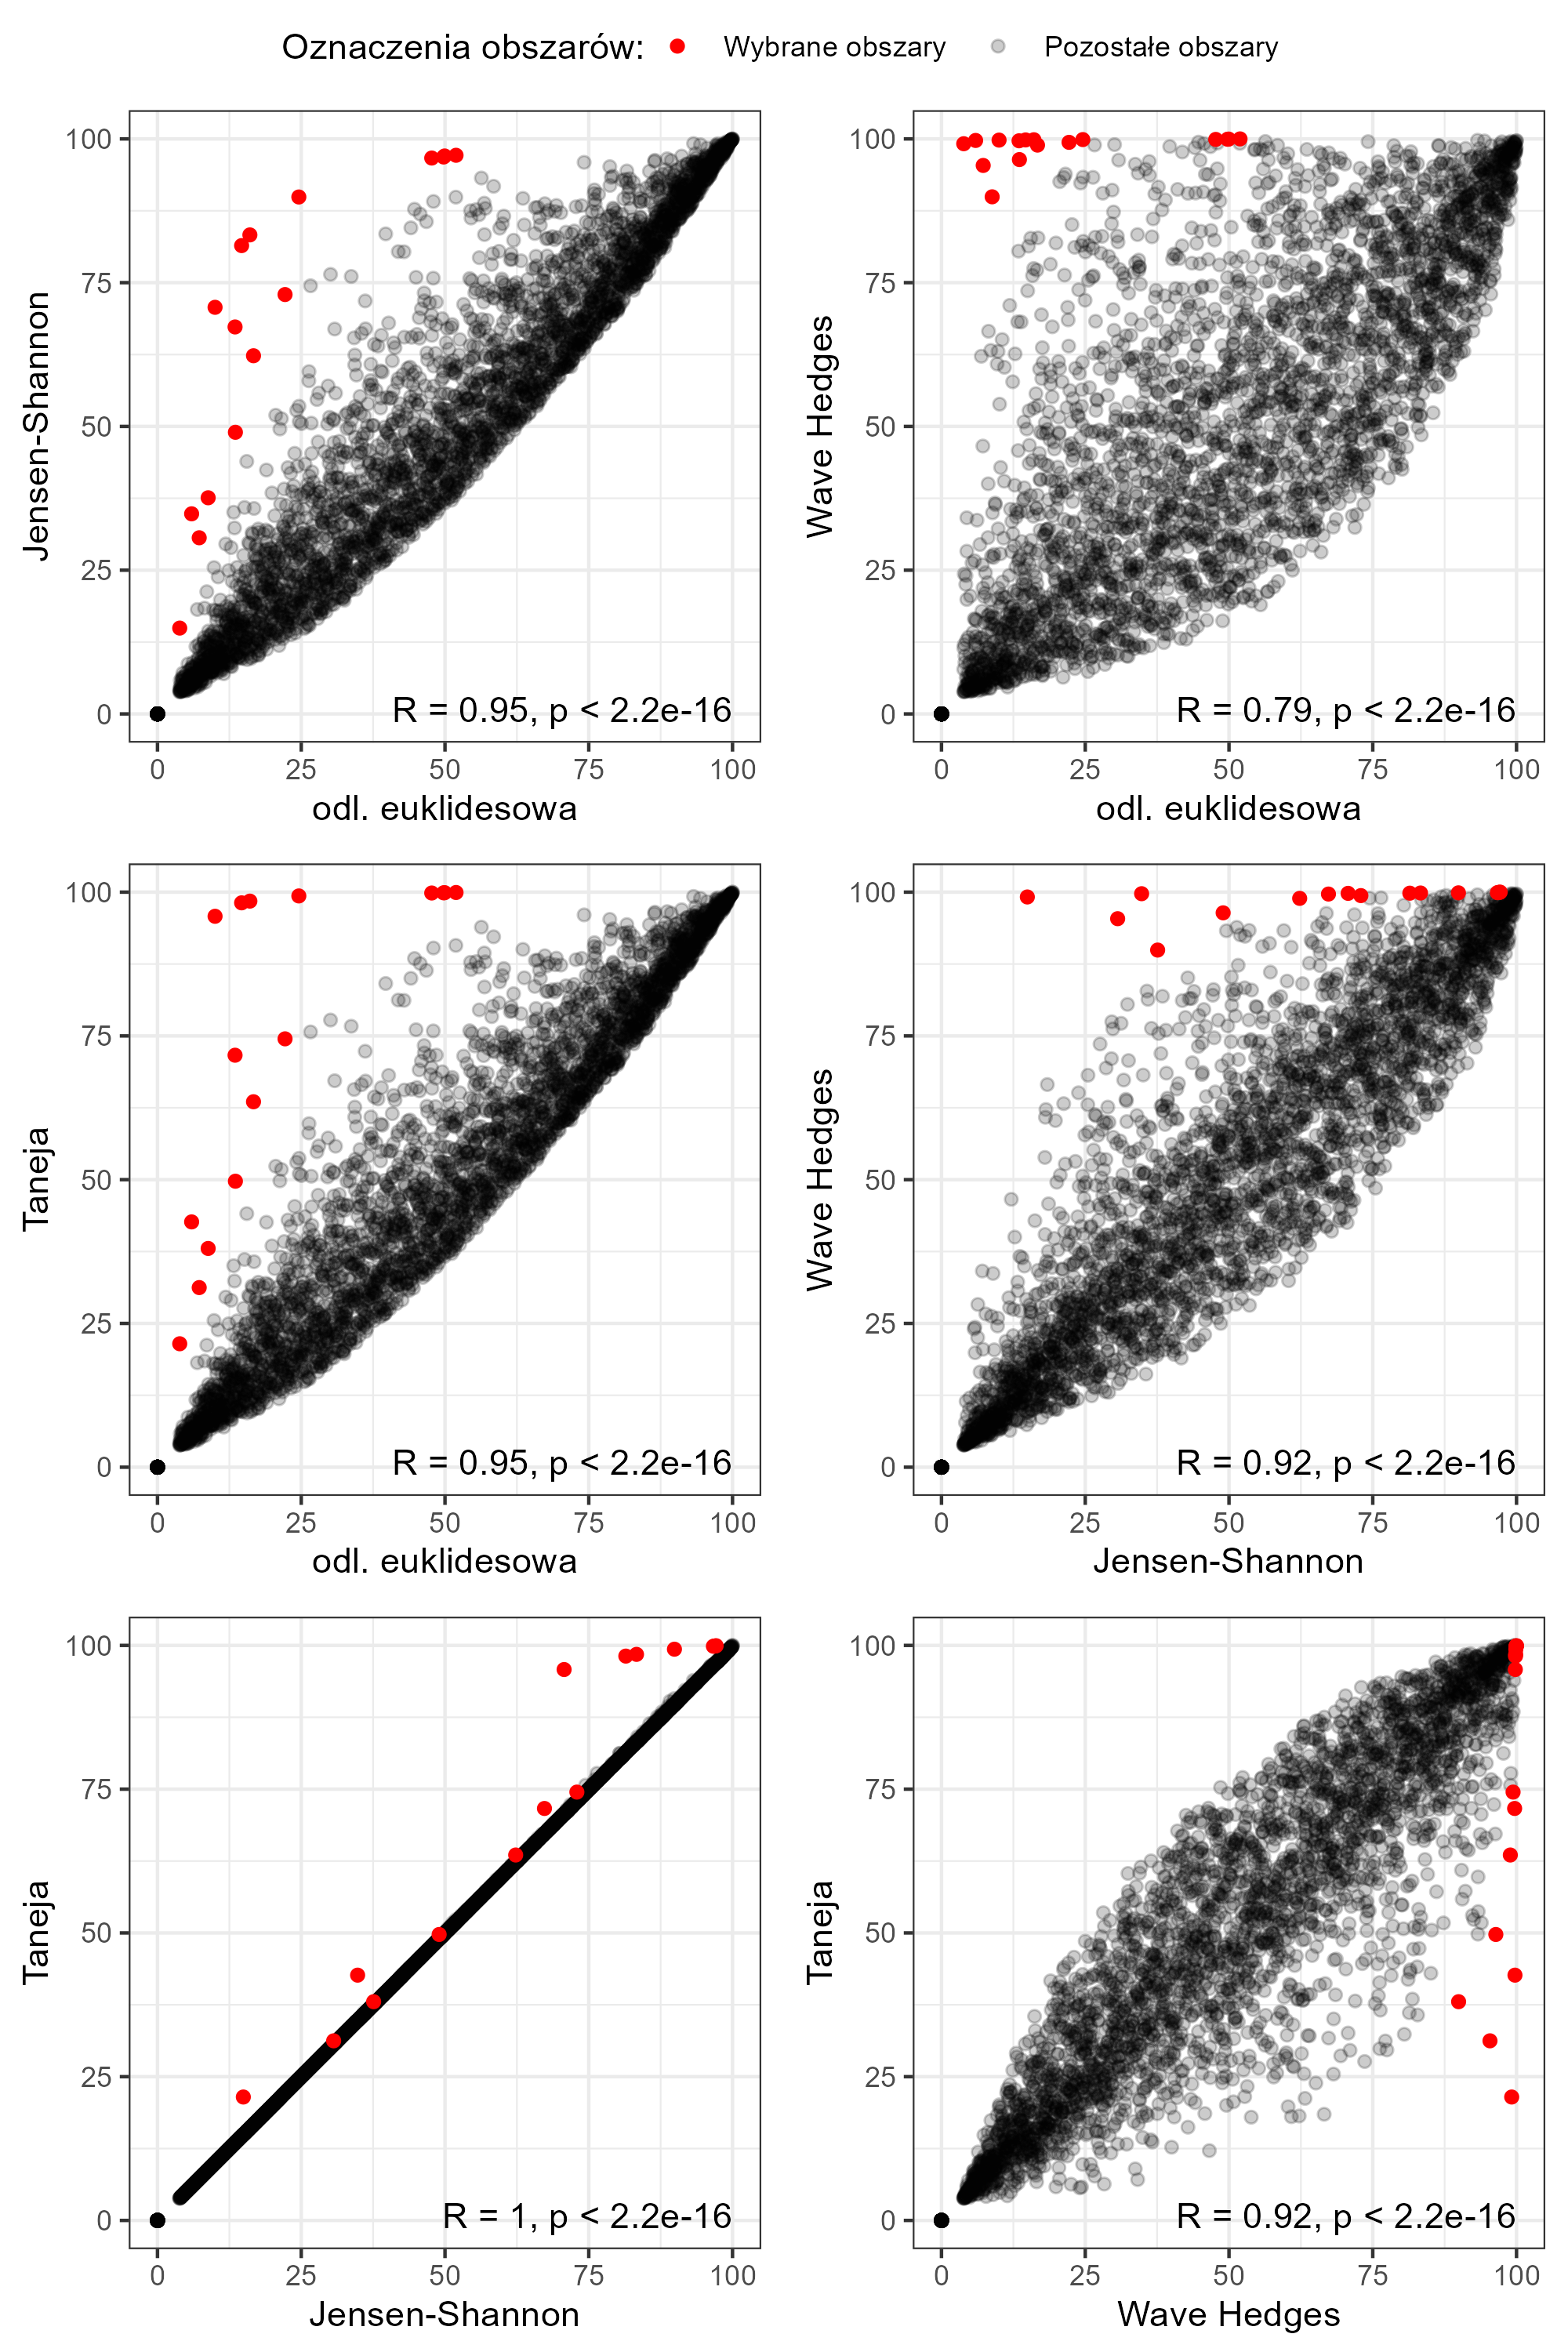 Oznaczenia obszarów: Wybrane obszary Pozostałe obszary
100
75
50
25
0
Jensen-Shannon
R = 0.95, p < 2.2e-16
0 25 50 75 100
odl. euklidesowa
100
75
50
25
0
Wave Hedges
R = 0.79, p < 2.2e-16
0 25 50 75 100
odl. euklidesowa
100
75
50
25
0
Taneja
R = 0.95, p < 2.2e-16
0 25 50 75 100
odl. euklidesowa
100
75
50
25
0
Wave Hedges
R = 0.92, p < 2.2e-16
0 25 50 75 100
Jensen-Shannon
100
75
50
25
0
Taneja
R = 1, p < 2.2e-16
0 25 50 75 100
Jensen-Shannon
100
75
50
25
0
Taneja
R = 0.92, p < 2.2e-16
0 25 50 75 100
Wave Hedges